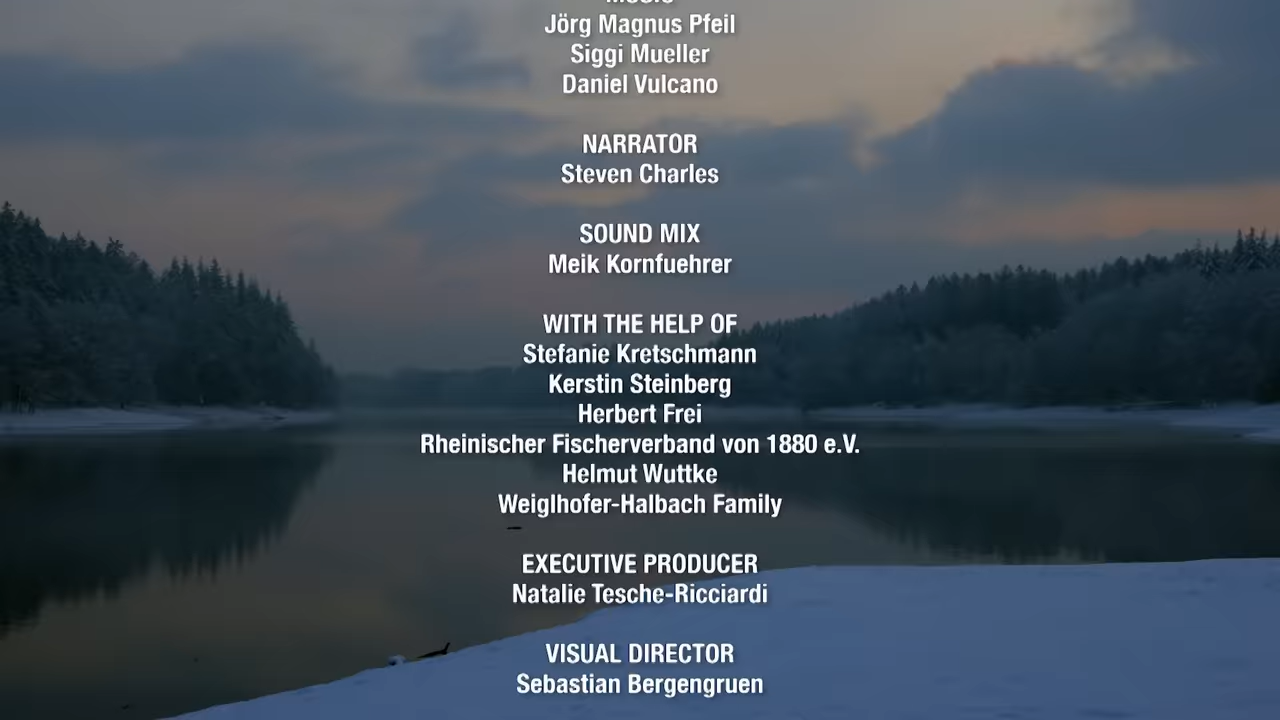 Jörg Magnus Pfeil
Siggi Mueller
Daniel Vulcano
NARRATOR
Steven Charles
SOUND MIX
Meik Kornfuehrer
WITH THE HELP OF
Stefanie Kretschmann
Kerstin Steinberg
Herbert Frei
Rheinischer Fischerverband von 1880 e.V.
Helmut Wuttke
Weiglhofer-Halbach Family
EXECUTIVE PRODUCER
Natalie Tesche-Ricciardi
VISUAL DIRECTOR
Sebastian Bergengruen